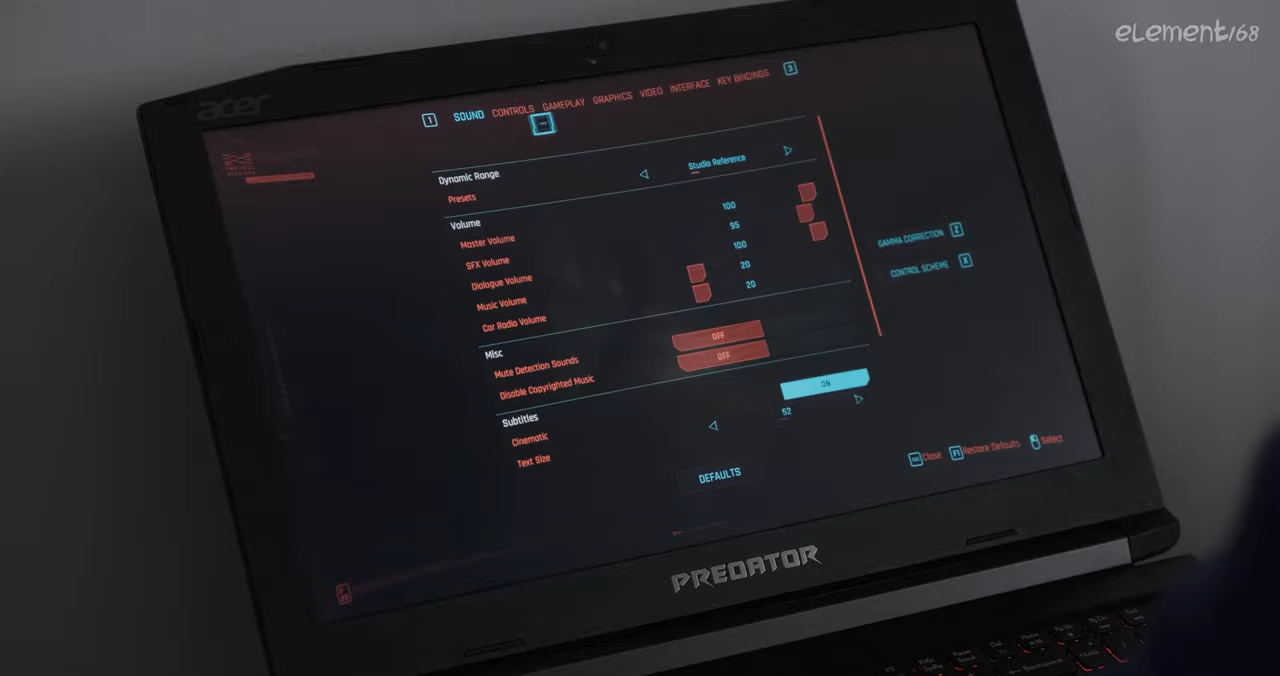 eLement168
acer
1 SOUND CONTROLS GAMEPLAY GRAPHICS VIDEO INTERFACE KEY BINDINGS 3
Dynamic Range
Presets Studio Reference
Volume
Master Volume 100
SFX Volume 95
Dialogue Volume 100
Music Volume 20
Car Radio Volume 20
Misc
Mute Detection Sounds OFF
Disable Copyrighted Music OFF
Subtitles
Cinematic ON
Text Size 52
DEFAULTS
GAMMA CORRECTION Z
CONTROL SCHEME X
Close F1 Restore Defaults Select
PREDATOR
Backspace